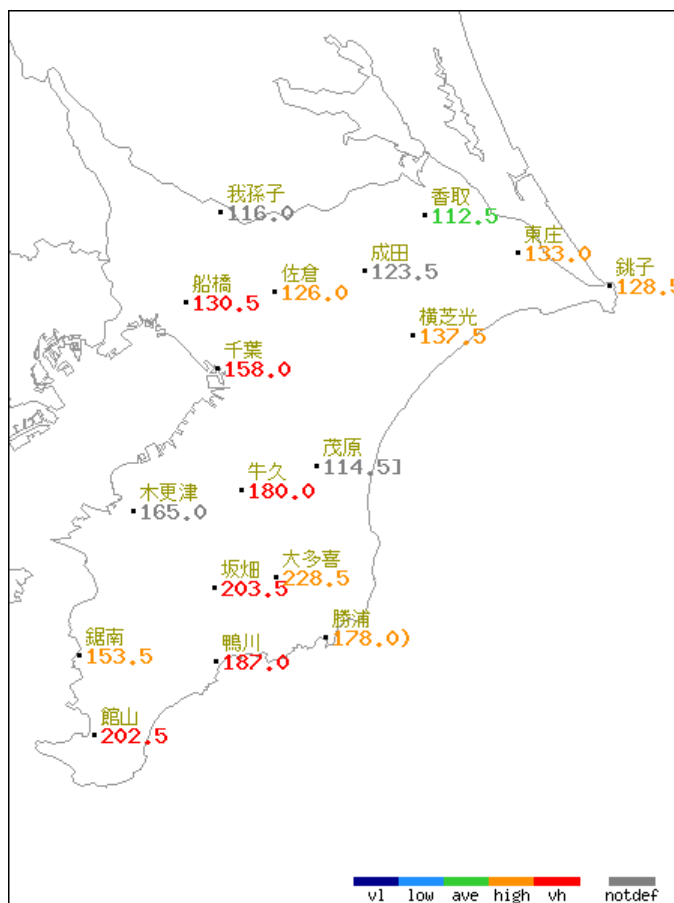 我孫子
116.0
香取
112.5
東庄
133.0
成田
123.5
銚子
128.5
佐倉
126.0
船橋
130.5
横芝光
137.5
千葉
158.0
茂原
114.5]
牛久
180.0
木更津
165.0
大多喜
228.5
坂畑
203.5
勝浦
178.0)
鋸南
153.5
鴨川
187.0
館山
202.5
vl low ave high vh notdef